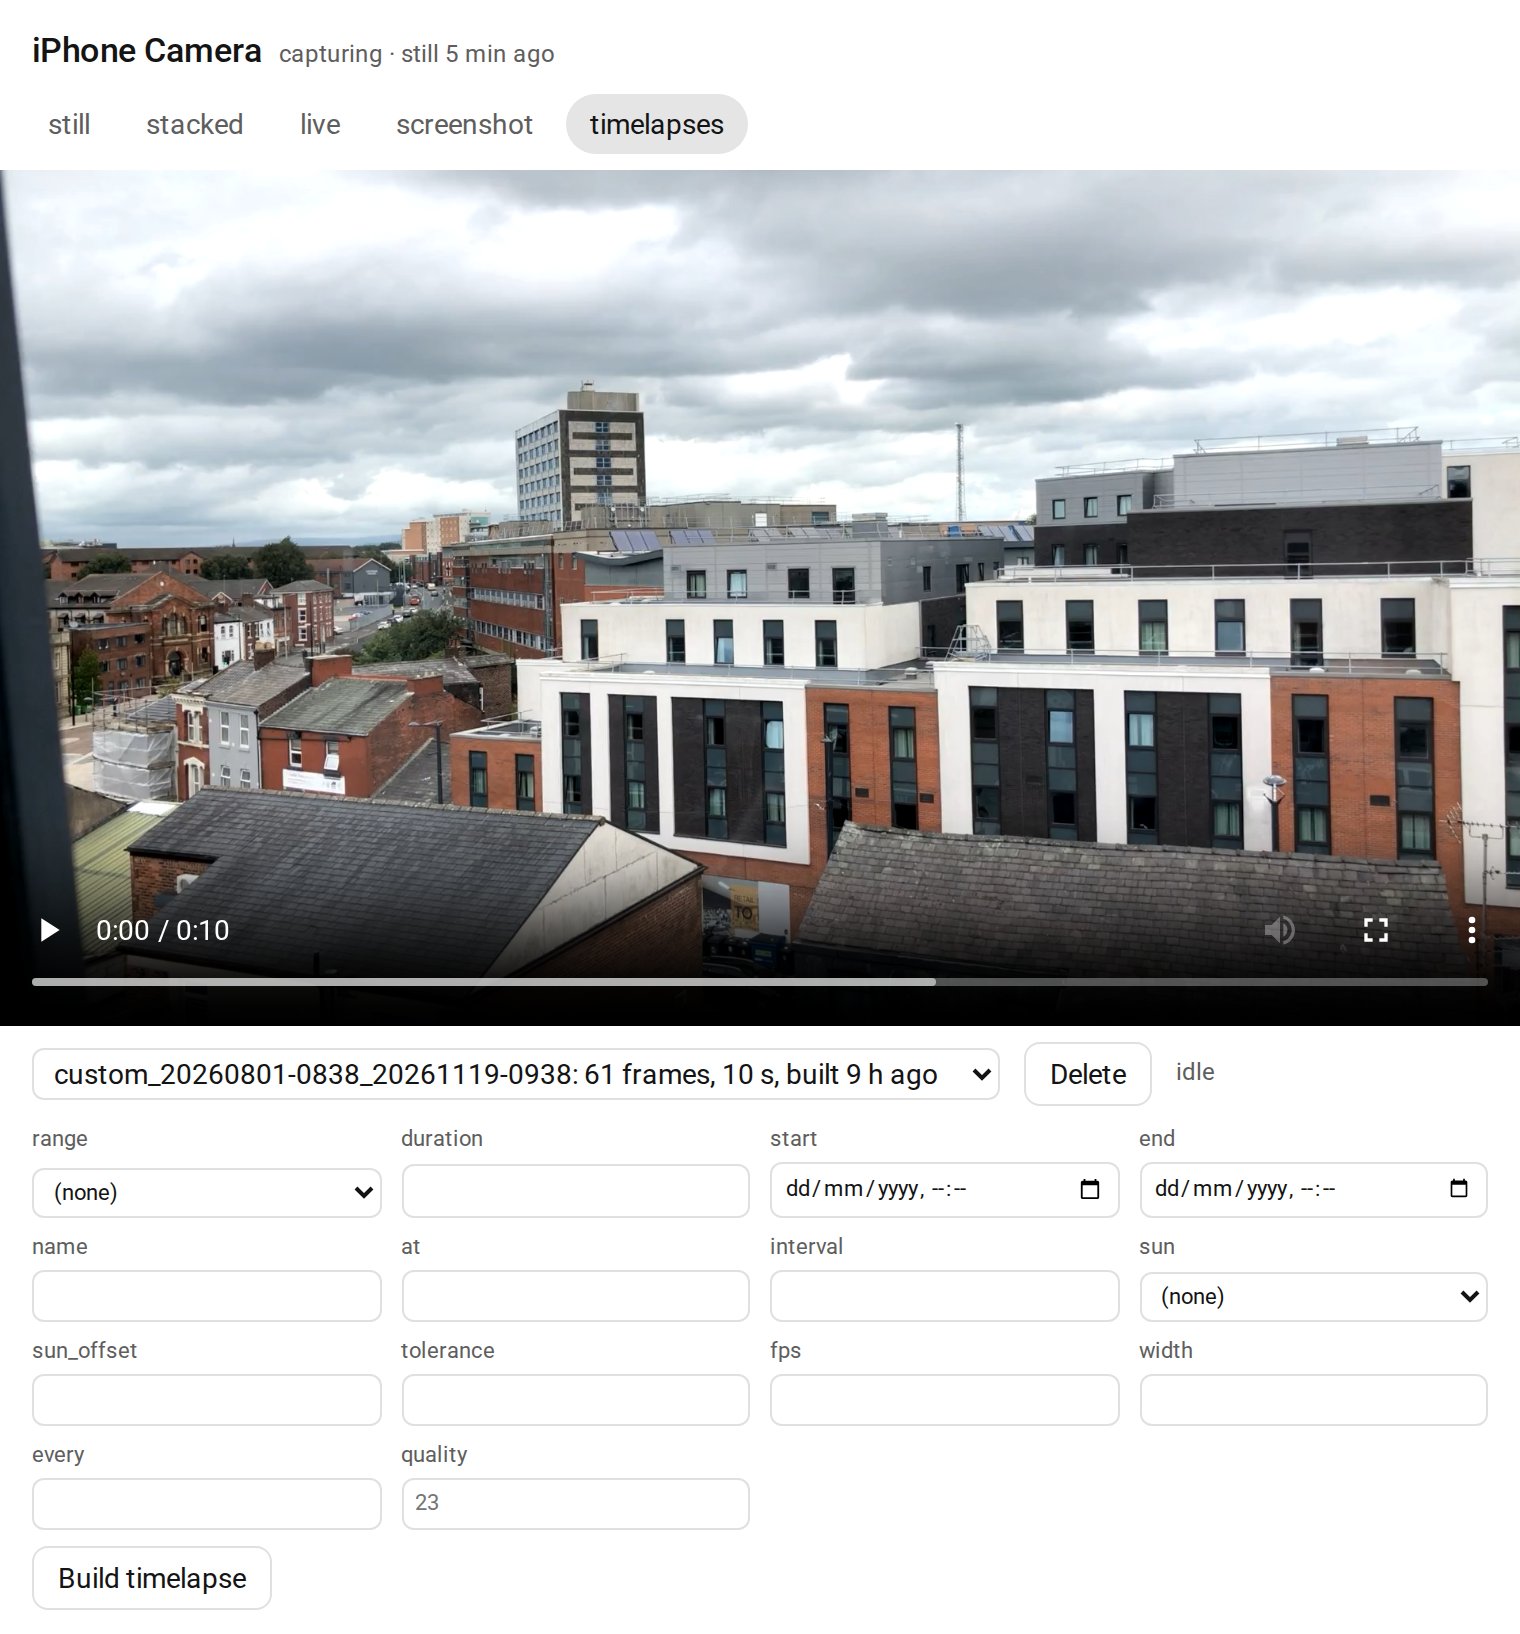 iPhone Camera capturing · still 5 min ago
still stacked live screenshot timelapses
RETAIL
TO
0:00 / 0:10
custom_20260801-0838_20261119-0938: 61 frames, 10 s, built 9 h ago Delete idle
range duration start end
(none) dd/mm/yyyy, --:-- dd/mm/yyyy, --:--
name at interval sun
(none)
sun_offset tolerance fps width
every quality
23
Build timelapse